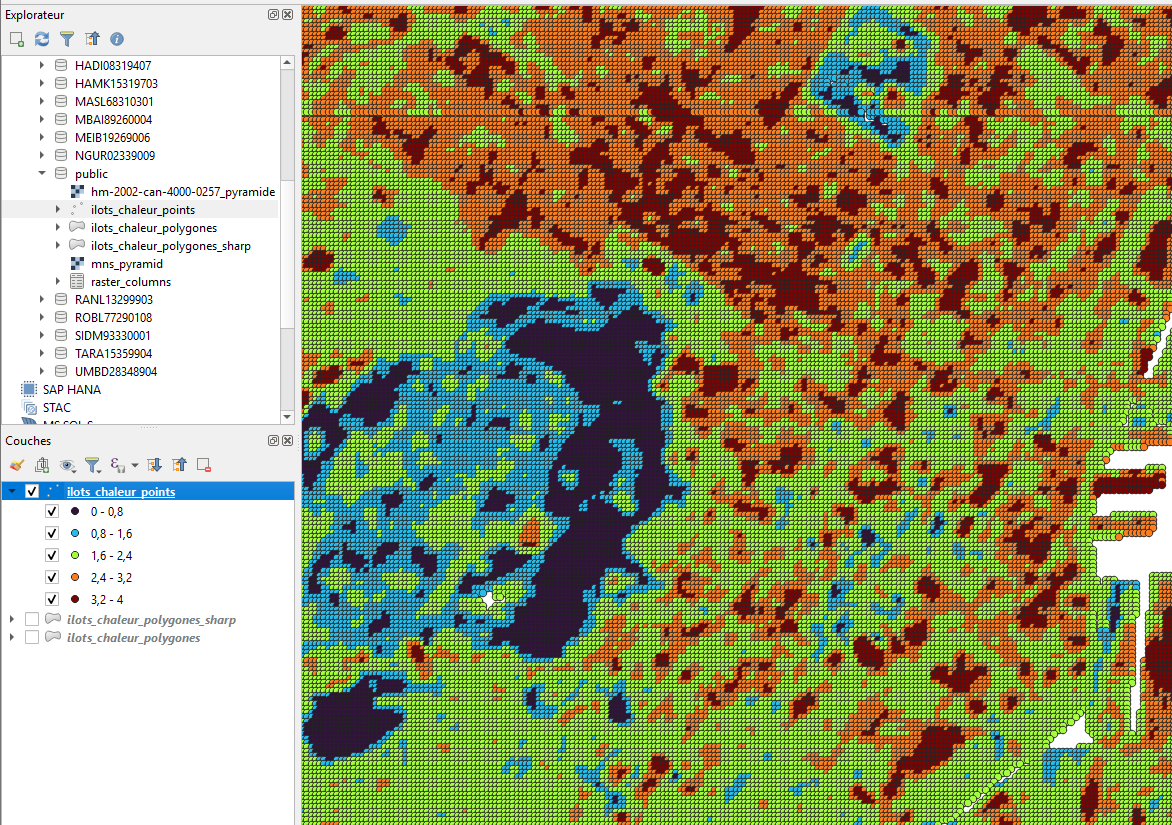 Explorateur
HADI08319407
HAMK15319703
MASL68310301
MBAI89260004
MEIB19269006
NGUR02339009
public
hm-2002-can-4000-0257_pyramide
ilots_chaleur_points
ilots_chaleur_polygones
ilots_chaleur_polygones_sharp
mns_pyramid
raster_columns
RANL13299903
ROBL77290108
SIDM93330001
TARA15359904
UMBD28348904
SAP HANA
STAC
Couches
ilots_chaleur_points
0 - 0,8
0,8 - 1,6
1,6 - 2,4
2,4 - 3,2
3,2 - 4
ilots_chaleur_polygones_sharp
ilots_chaleur_polygones